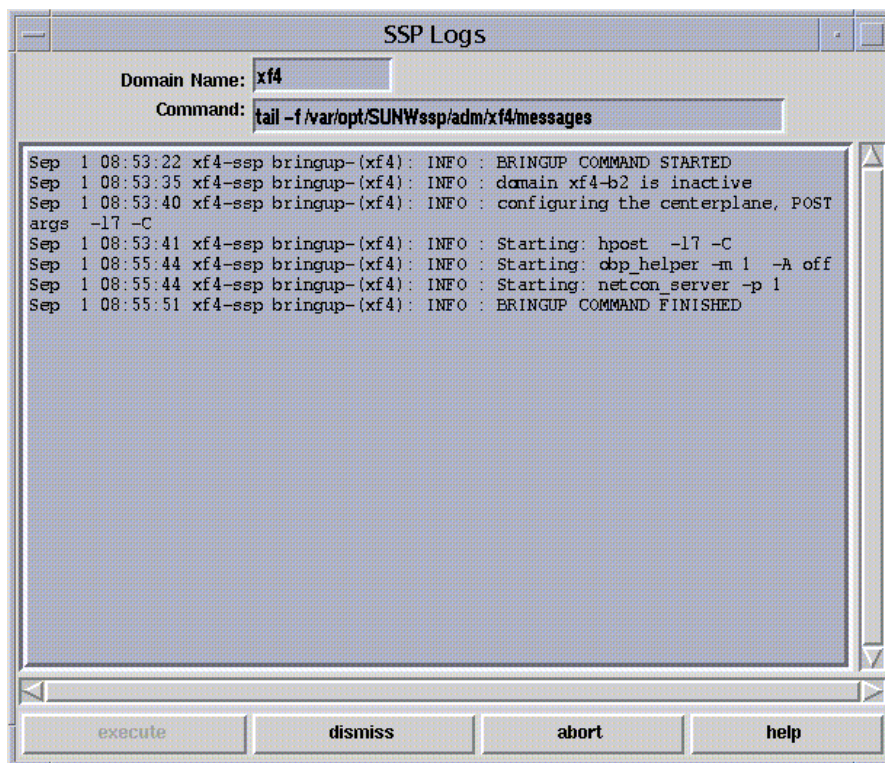 SSP Logs
Domain Name: xf4
Command: tail -f /var/opt/SUNWssp/adm/xf4/messages
Sep  1 08:53:22 xf4-ssp bringup-(xf4): INFO : BRINGUP COMMAND STARTED
Sep  1 08:53:35 xf4-ssp bringup-(xf4): INFO : domain xf4-b2 is inactive
Sep  1 08:53:40 xf4-ssp bringup-(xf4): INFO : configuring the centerplane, POST
args  -l7 -C
Sep  1 08:53:41 xf4-ssp bringup-(xf4): INFO : Starting: hpost  -l7 -C
Sep  1 08:55:44 xf4-ssp bringup-(xf4): INFO : Starting: obp_helper -m 1  -A off
Sep  1 08:55:44 xf4-ssp bringup-(xf4): INFO : Starting: netcon_server -p 1
Sep  1 08:55:51 xf4-ssp bringup-(xf4): INFO : BRINGUP COMMAND FINISHED
execute dismiss abort help